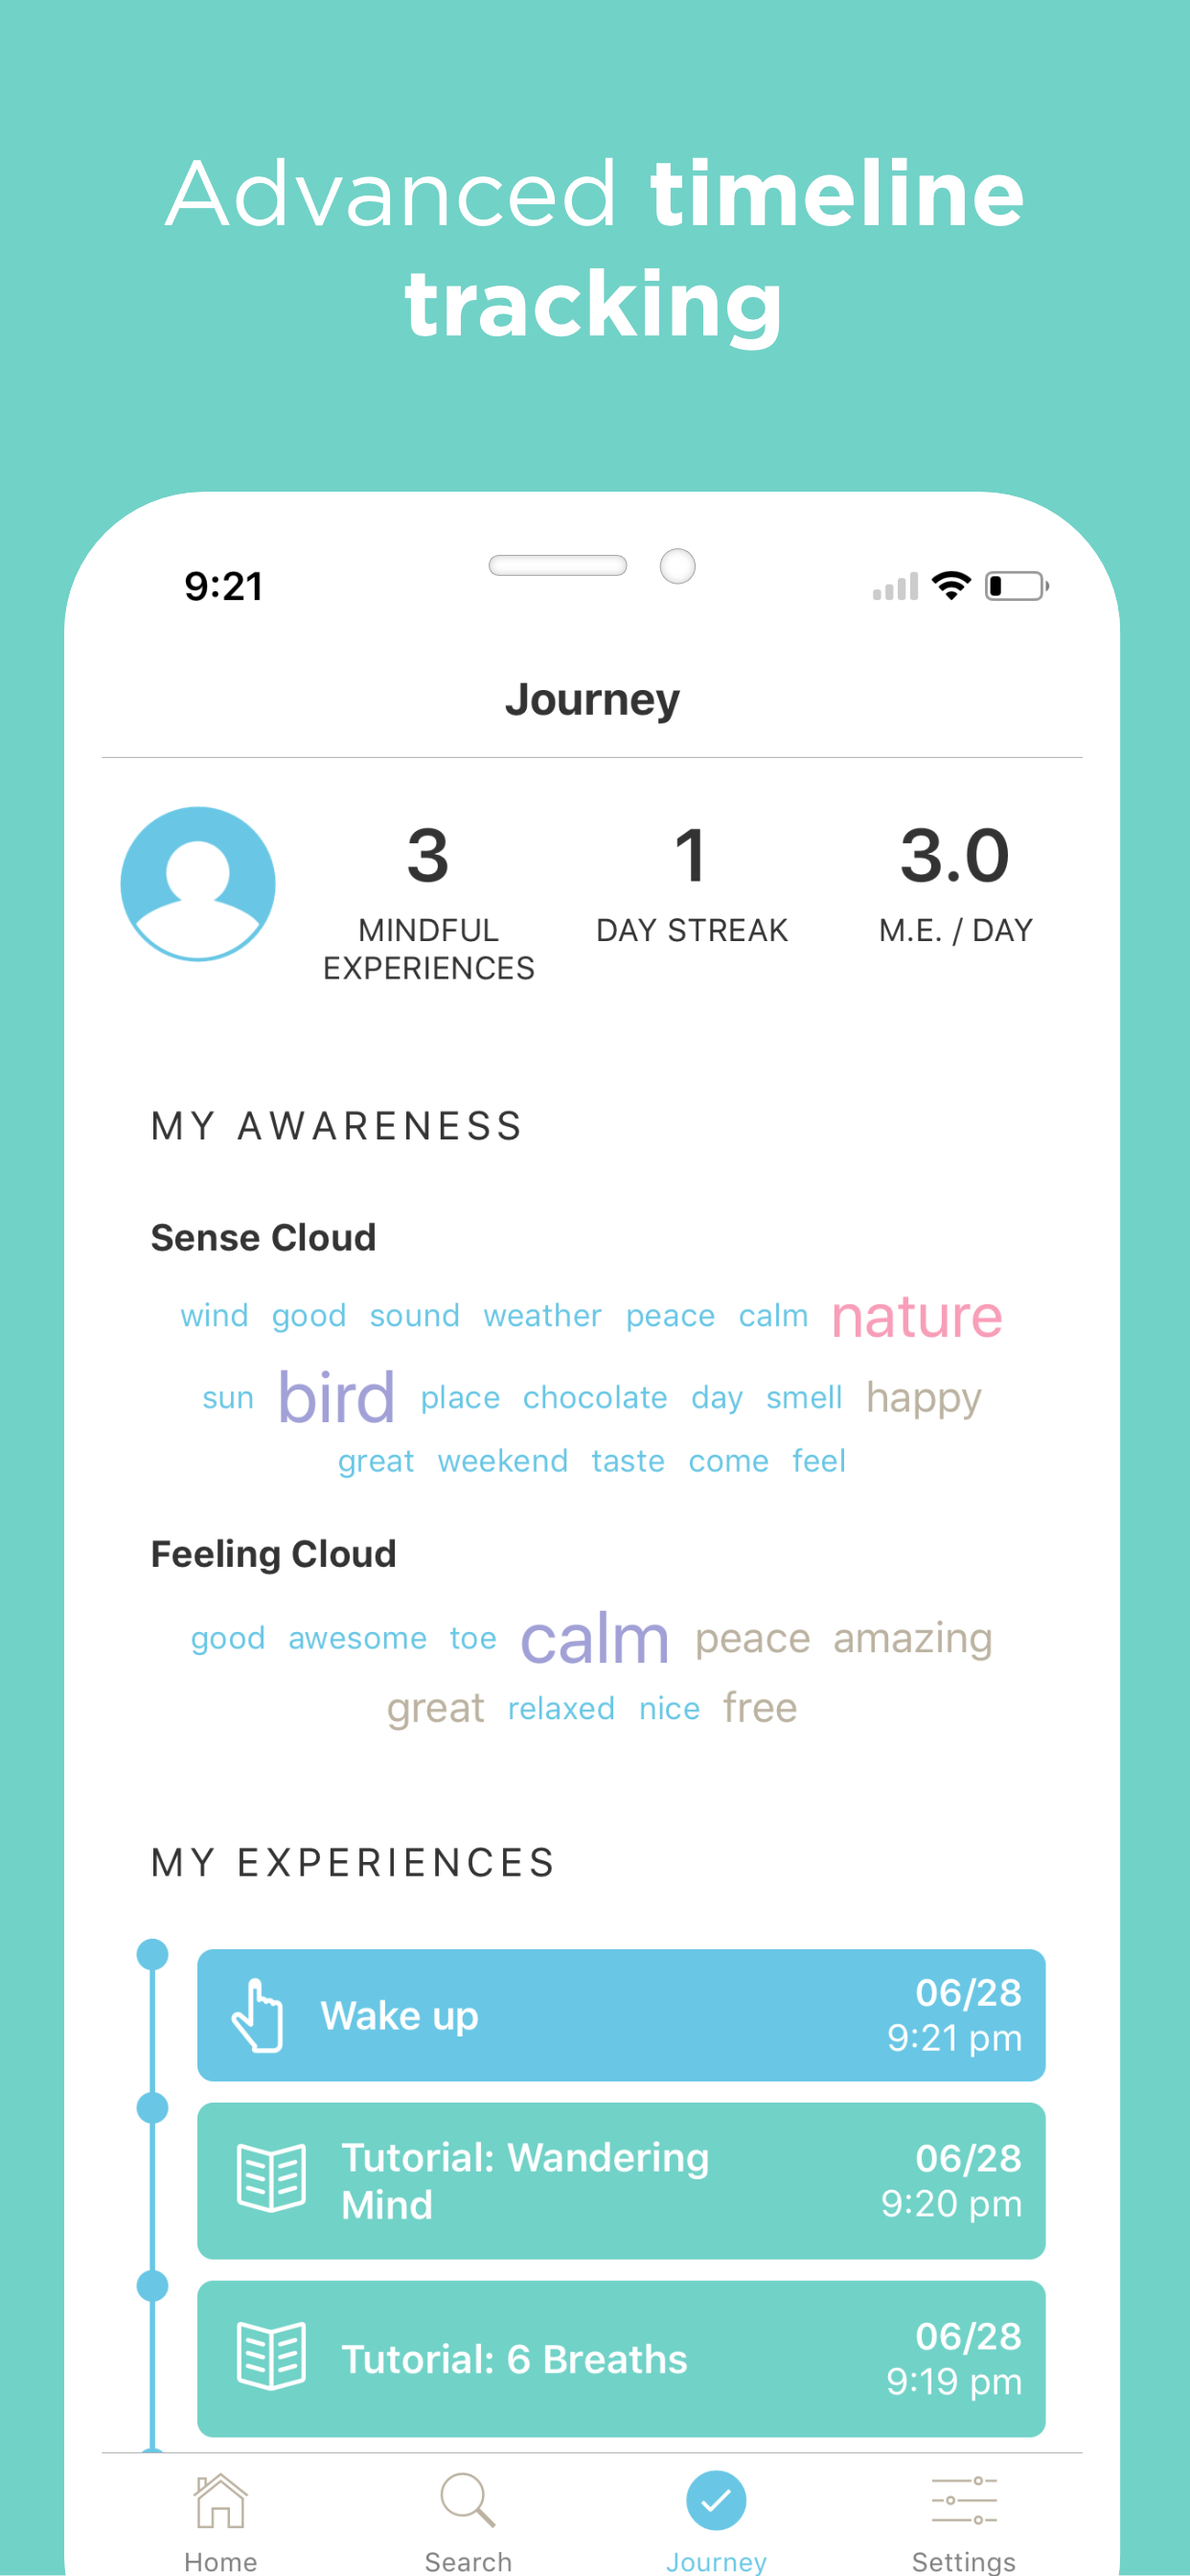 Advanced timeline
tracking
9:21
Journey
3
MINDFUL
EXPERIENCES
1
DAY STREAK
3.0
M.E. / DAY
MY AWARENESS
Sense Cloud
wind good sound weather peace calm nature
sun bird place chocolate day smell happy
great weekend taste come feel
Feeling Cloud
good awesome toe calm peace amazing
great relaxed nice free
MY EXPERIENCES
Wake up
06/28
9:21 pm
Tutorial: Wandering
Mind
06/28
9:20 pm
Tutorial: 6 Breaths
06/28
9:19 pm
Home
Search
Journey
Settings